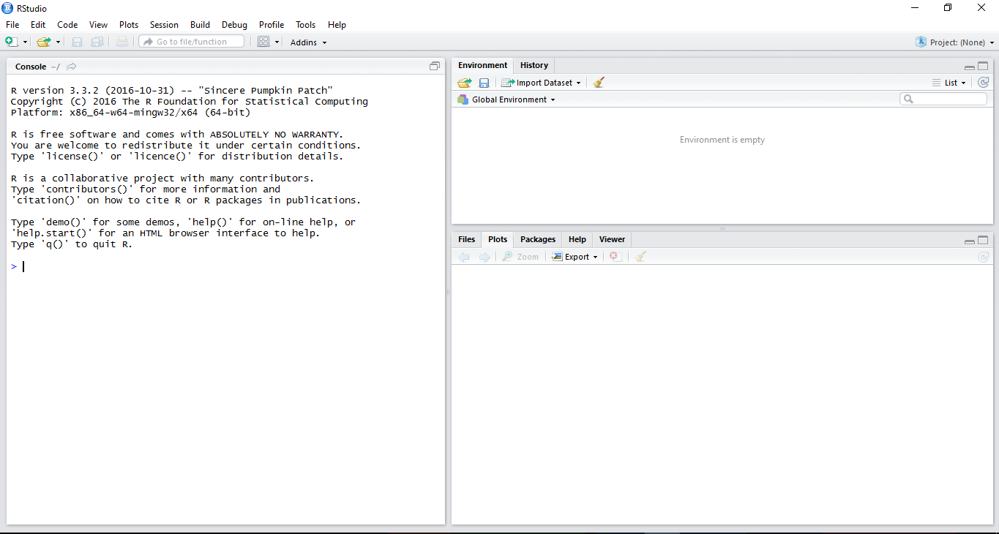 RStudio
File Edit Code View Plots Session Build Debug Profile Tools Help
Go to file/function Addins Project: (None)
Console ~/
R version 3.3.2 (2016-10-31) -- "Sincere Pumpkin Patch"
Copyright (C) 2016 The R Foundation for Statistical Computing
Platform: x86_64-w64-mingw32/x64 (64-bit)
R is free software and comes with ABSOLUTELY NO WARRANTY.
You are welcome to redistribute it under certain conditions.
Type 'license()' or 'licence()' for distribution details.
R is a collaborative project with many contributors.
Type 'contributors()' for more information and
'citation()' on how to cite R or R packages in publications.
Type 'demo()' for some demos, 'help()' for on-line help, or
'help.start()' for an HTML browser interface to help.
Type 'q()' to quit R.
>
Environment History
Import Dataset List
Global Environment
Environment is empty
Files Plots Packages Help Viewer
Zoom Export